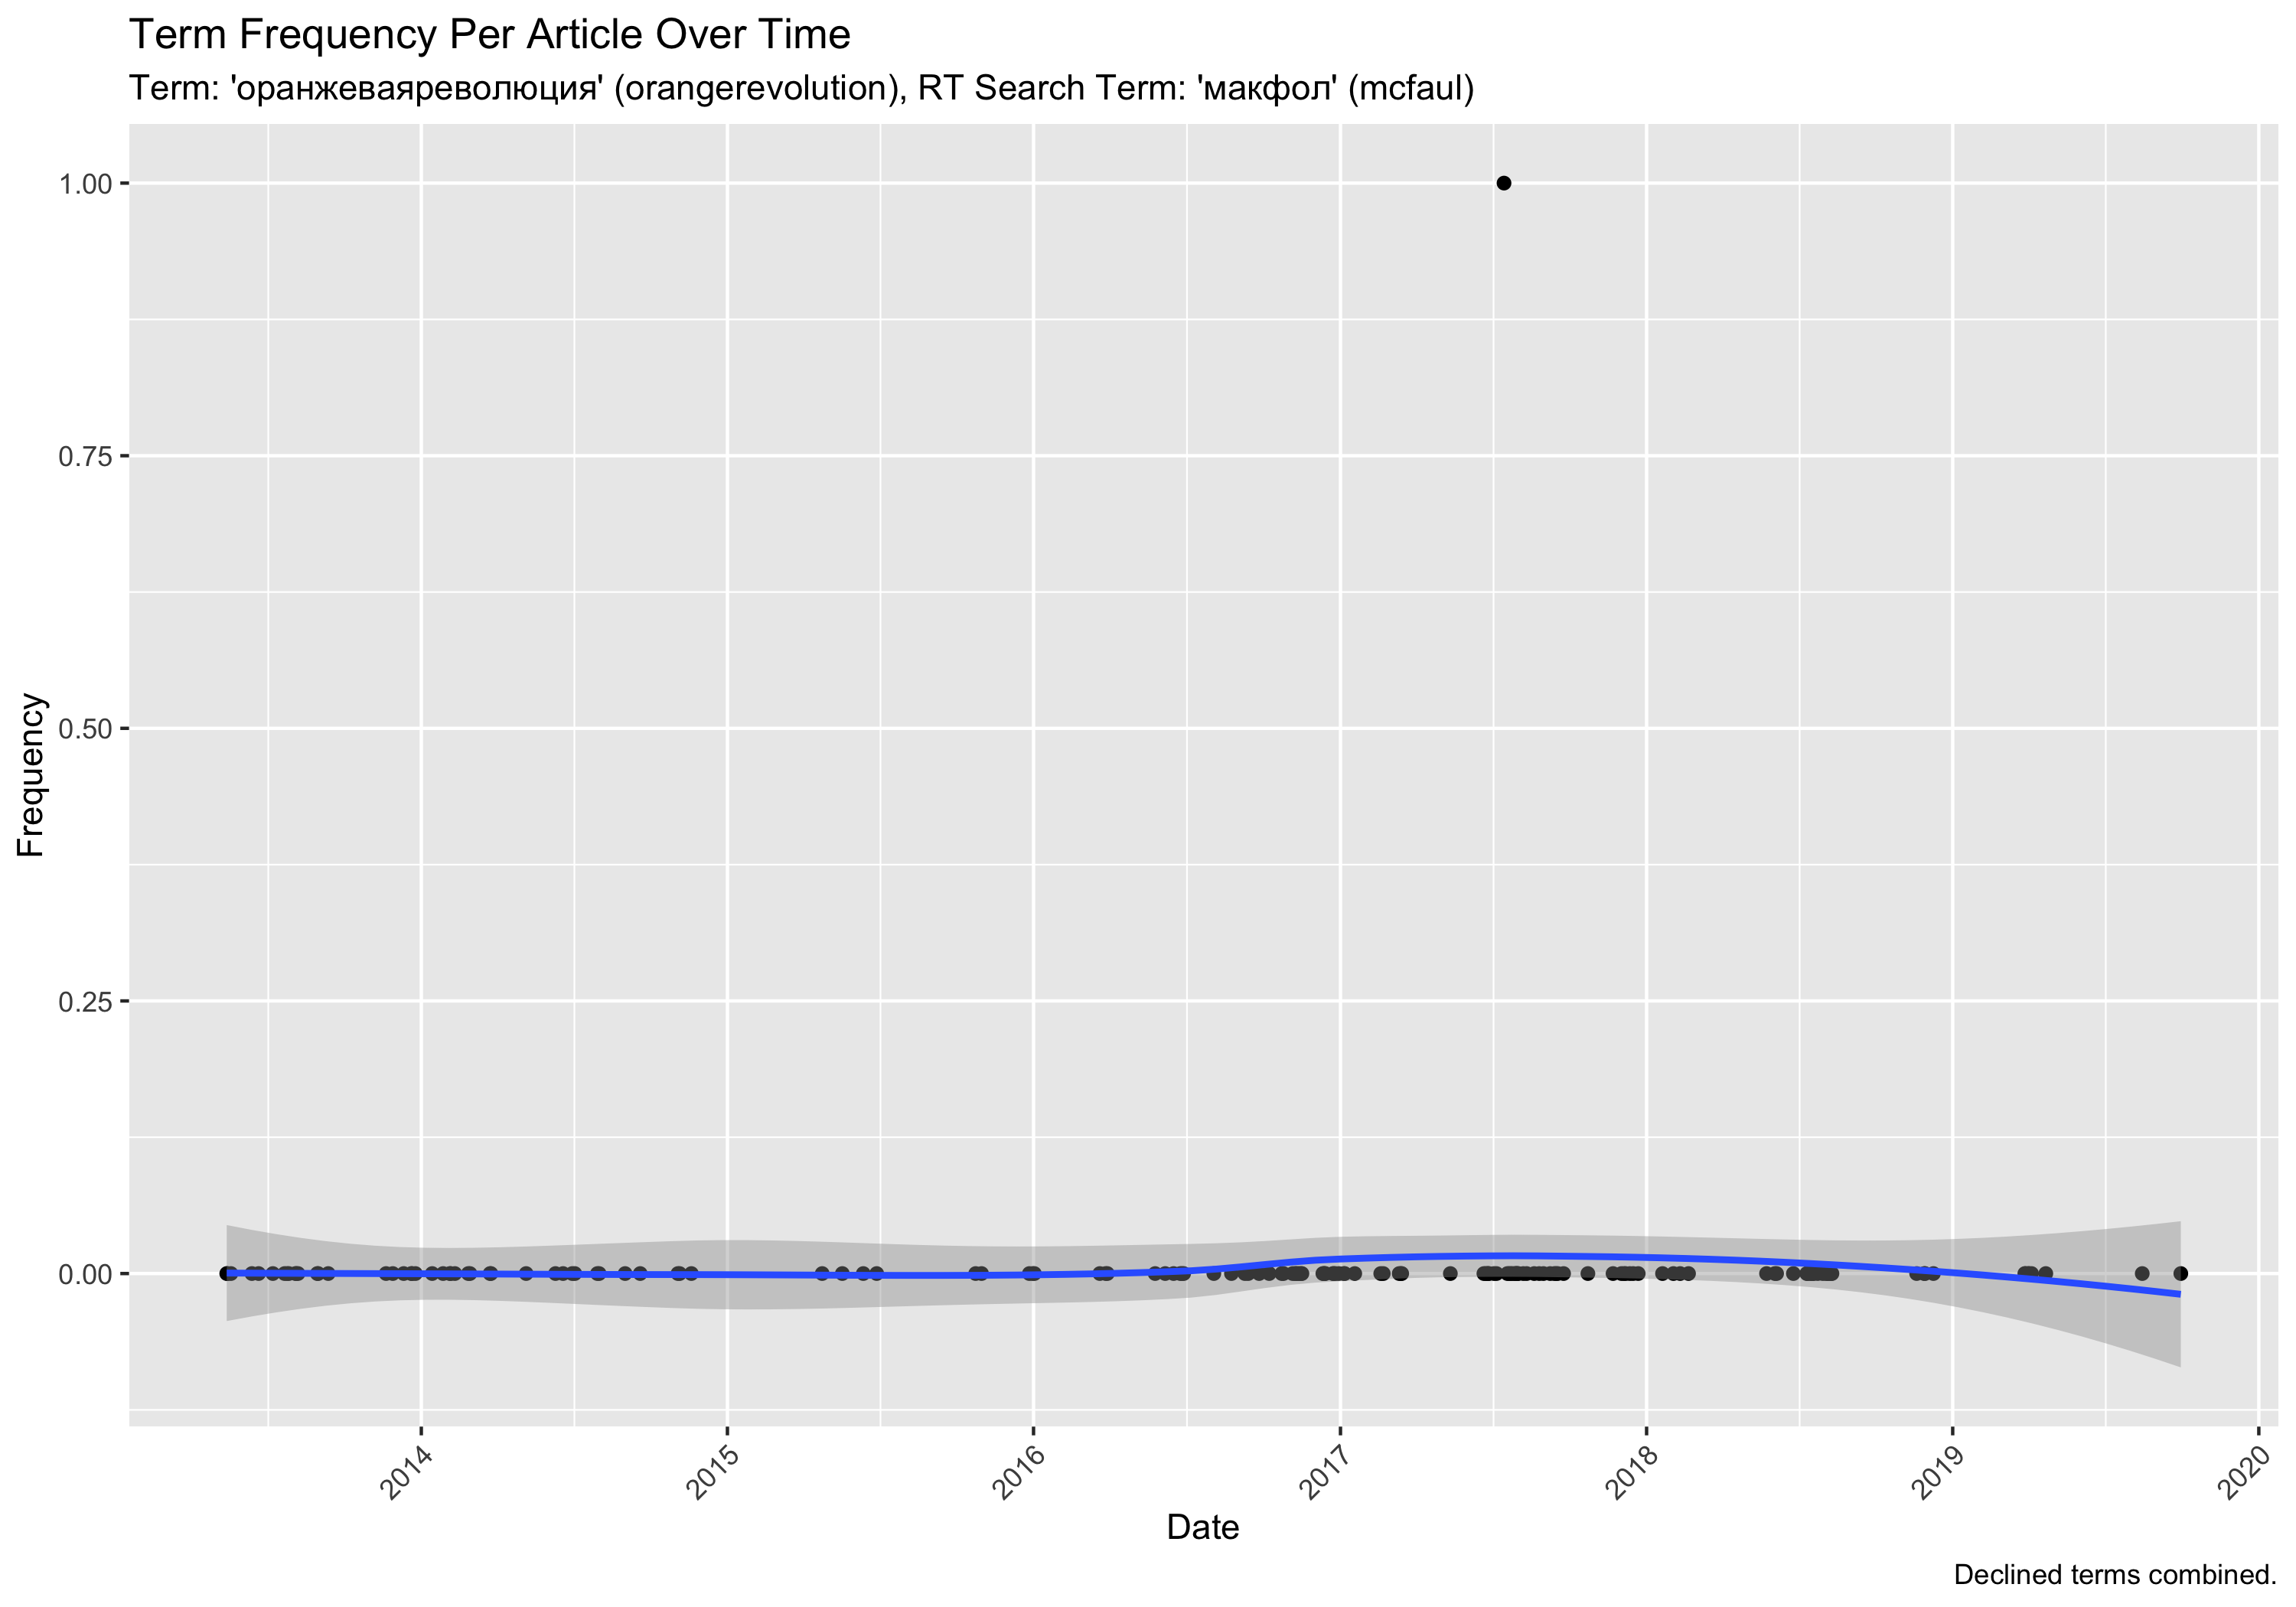 Term Frequency Per Article Over Time
Term: 'оранжеваяреволюция' (orangerevolution), RT Search Term: 'макфол' (mcfaul)
1.00
0.75
0.50
0.25
0.00
Frequency
2014
2015
2016
2017
2018
2019
2020
Date
Declined terms combined.